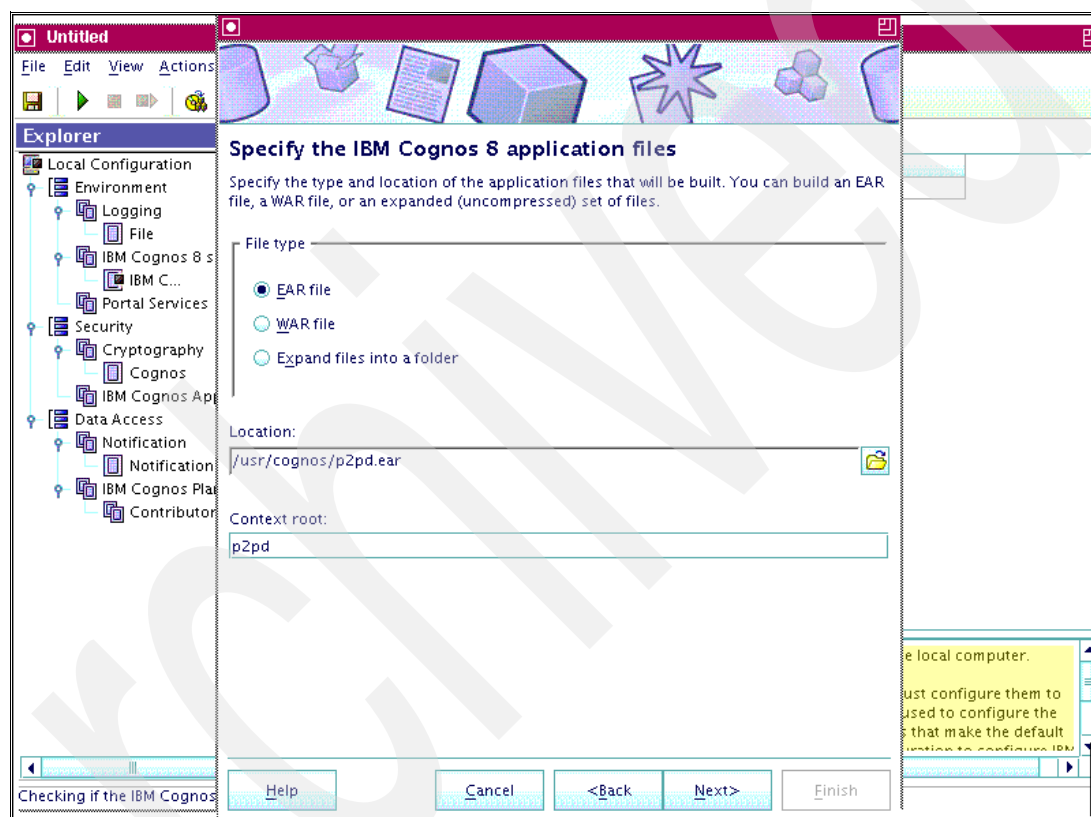 Untitled
File Edit View Actions
Explorer
Local Configuration
Environment
Logging
File
IBM Cognos 8 s
IBM C...
Portal Services
Security
Cryptography
Cognos
IBM Cognos App
Data Access
Notification
Notification
IBM Cognos Pla
Contributor
Checking if the IBM Cognos
Specify the IBM Cognos 8 application files
Specify the type and location of the application files that will be built. You can build an EAR
file, a WAR file, or an expanded (uncompressed) set of files.
File type
EAR file
WAR file
Expand files into a folder
Location:
/usr/cognos/p2pd.ear
Context root:
p2pd
Help Cancel <Back Next> Finish
e local computer.
ust configure them to
used to configure the
s that make the default
uration to configure IBM